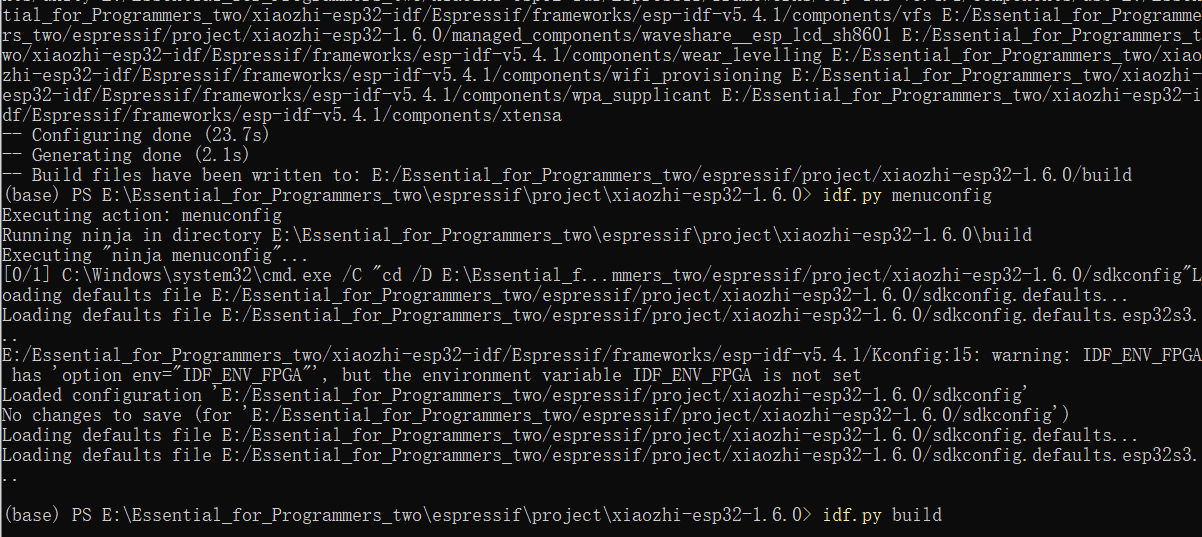 tial_for_Programmers_two/xiaozhi-esp32-idf/Espressif/frameworks/esp-idf-v5.4.1/components/vfs E:/Essential_for_Programme
rs_two/espressif/project/xiaozhi-esp32-1.6.0/managed_components/waveshare__esp_lcd_sh8601 E:/Essential_for_Programmers_t
wo/xiaozhi-esp32-idf/Espressif/frameworks/esp-idf-v5.4.1/components/wear_levelling E:/Essential_for_Programmers_two/xiao
zhi-esp32-idf/Espressif/frameworks/esp-idf-v5.4.1/components/wifi_provisioning E:/Essential_for_Programmers_two/xiaozhi-
esp32-idf/Espressif/frameworks/esp-idf-v5.4.1/components/wpa_supplicant E:/Essential_for_Programmers_two/xiaozhi-esp32-i
df/Espressif/frameworks/esp-idf-v5.4.1/components/xtensa
-- Configuring done (23.7s)
-- Generating done (2.1s)
-- Build files have been written to: E:/Essential_for_Programmers_two/espressif/project/xiaozhi-esp32-1.6.0/build
(base) PS E:\Essential_for_Programmers_two\espressif\project\xiaozhi-esp32-1.6.0> idf.py menuconfig
Executing action: menuconfig
Running ninja in directory E:\Essential_for_Programmers_two\espressif\project\xiaozhi-esp32-1.6.0\build
Executing "ninja menuconfig"...
[0/1] C:\Windows\system32\cmd.exe /C "cd /D E:\Essential_f...mmers_two/espressif/project/xiaozhi-esp32-1.6.0/sdkconfig"L
oading defaults file E:/Essential_for_Programmers_two/espressif/project/xiaozhi-esp32-1.6.0/sdkconfig.defaults...
Loading defaults file E:/Essential_for_Programmers_two/espressif/project/xiaozhi-esp32-1.6.0/sdkconfig.defaults.esp32s3.
..
E:/Essential_for_Programmers_two/xiaozhi-esp32-idf/Espressif/frameworks/esp-idf-v5.4.1/Kconfig:15: warning: IDF_ENV_FPGA
has 'option env="IDF_ENV_FPGA"', but the environment variable IDF_ENV_FPGA is not set
Loaded configuration 'E:/Essential_for_Programmers_two/espressif/project/xiaozhi-esp32-1.6.0/sdkconfig'
No changes to save (for 'E:/Essential_for_Programmers_two/espressif/project/xiaozhi-esp32-1.6.0/sdkconfig')
Loading defaults file E:/Essential_for_Programmers_two/espressif/project/xiaozhi-esp32-1.6.0/sdkconfig.defaults...
Loading defaults file E:/Essential_for_Programmers_two/espressif/project/xiaozhi-esp32-1.6.0/sdkconfig.defaults.esp32s3.
..
(base) PS E:\Essential_for_Programmers_two\espressif\project\xiaozhi-esp32-1.6.0> idf.py build